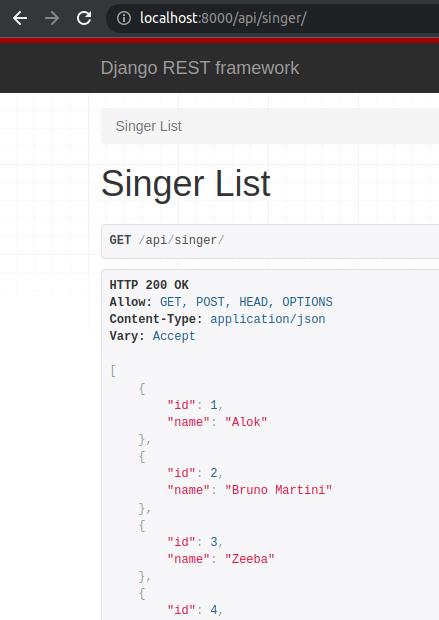 localhost:8000/api/singer/
Django REST framework
Singer List
Singer List
GET /api/singer/
HTTP 200 OK
Allow: GET, POST, HEAD, OPTIONS
Content-Type: application/json
Vary: Accept
[
    {
        "id": 1,
        "name": "Alok"
    },
    {
        "id": 2,
        "name": "Bruno Martini"
    },
    {
        "id": 3,
        "name": "Zeeba"
    },
    {
        "id": 4,